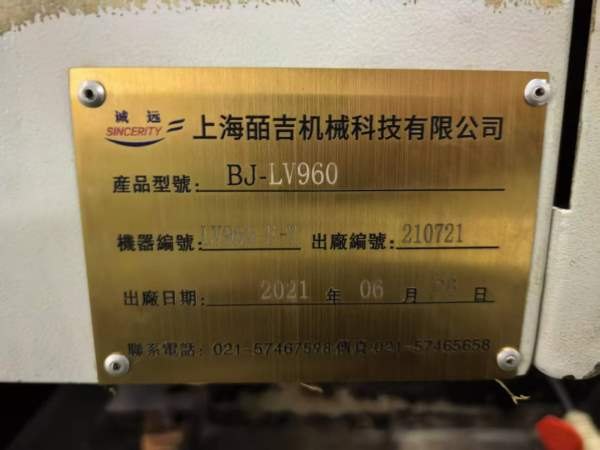 诚远
SINCERITY
上海皕吉机械科技有限公司
產品型號: BJ-LV960
機器編號: 出廠編號: 210721
出廠日期: 2021 年 06 月 日
聯系電話: 021-57467598 傳真:021-57465658